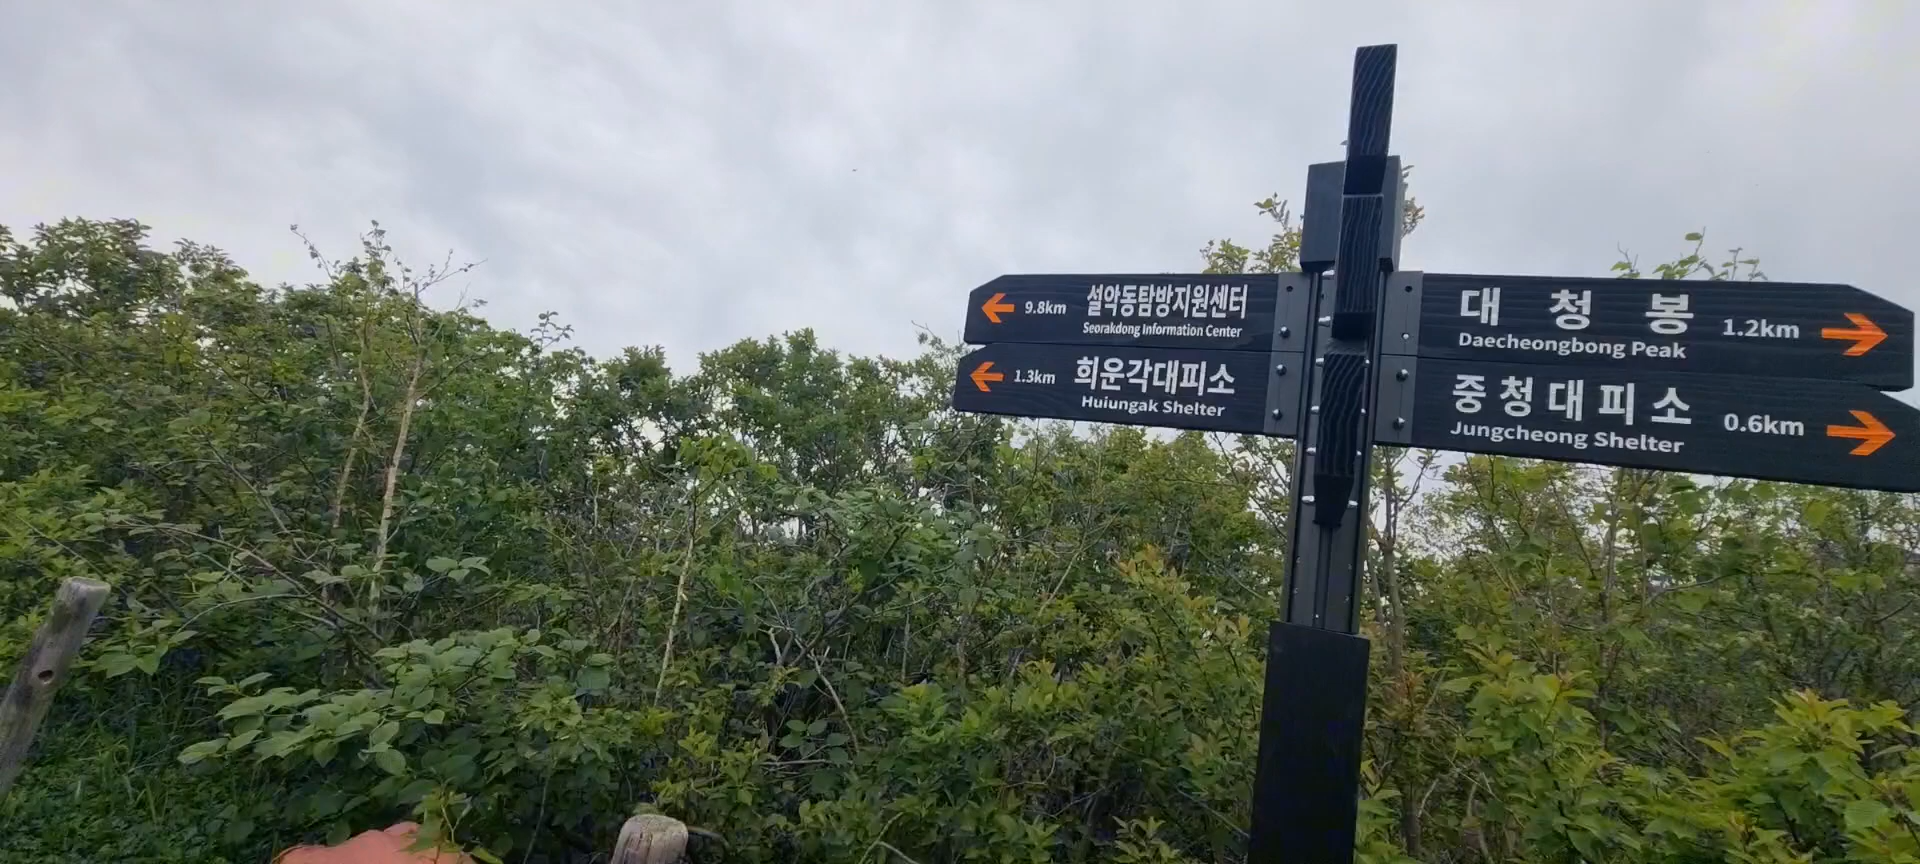 9.8km 설악동탐방지원센터
Seorakdong Information Center
1.3km 희운각대피소
Huiungak Shelter
대 청 봉 1.2km
Daecheongbong Peak
중청대피소 0.6km
Jungcheong Shelter